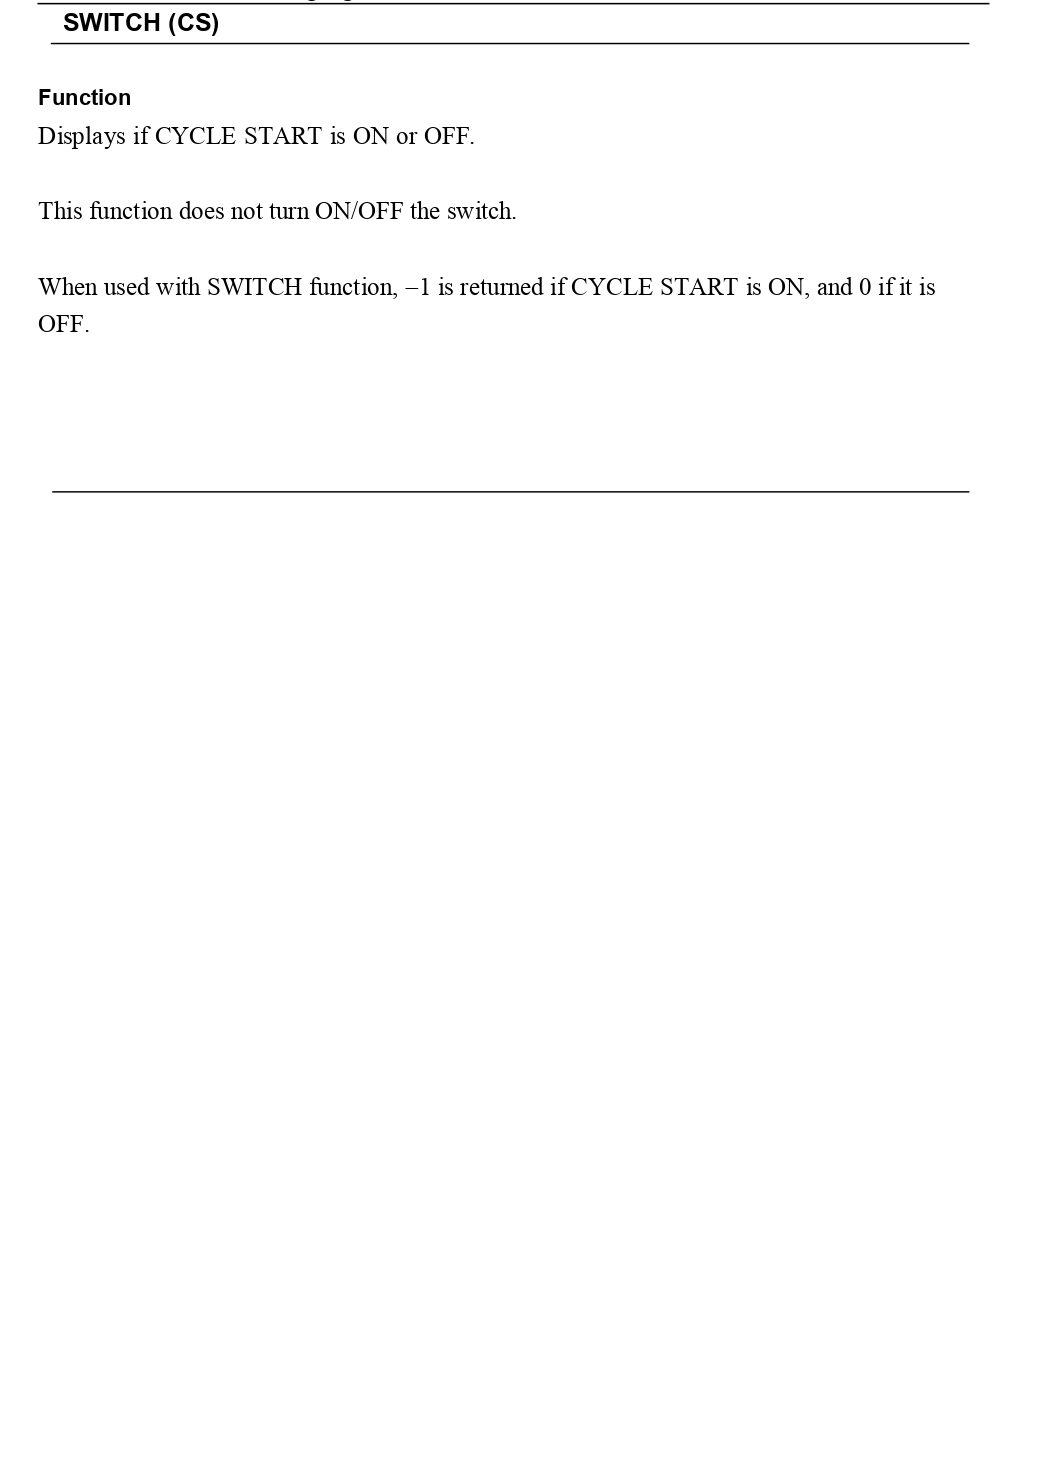 SWITCH (CS)
Function
Displays if CYCLE START is ON or OFF.
This function does not turn ON/OFF the switch.
When used with SWITCH function, –1 is returned if CYCLE START is ON, and 0 if it is
OFF.